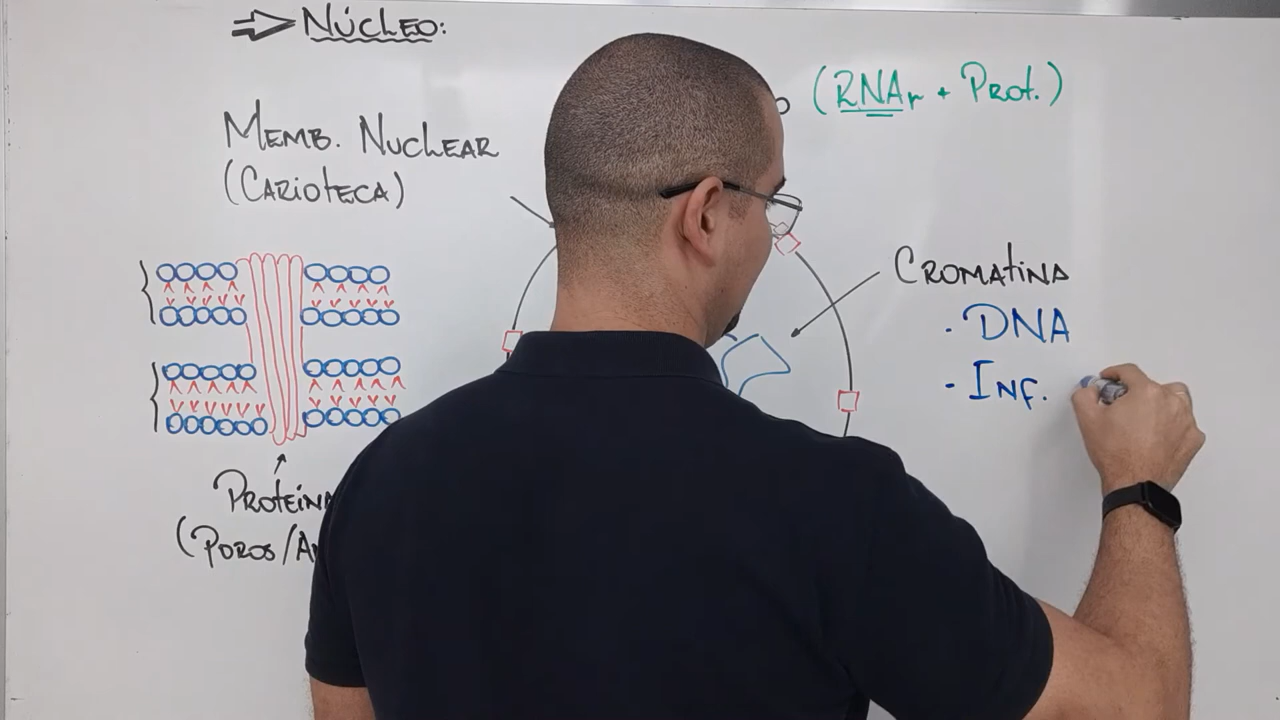 ⇒ NÚCLEO:
MEMB. NUCLEAR
(CARIOTECA)
(RNAr + PROT.)
CROMATINA
· DNA
· INF.
PROTEÍNA
(POROS/